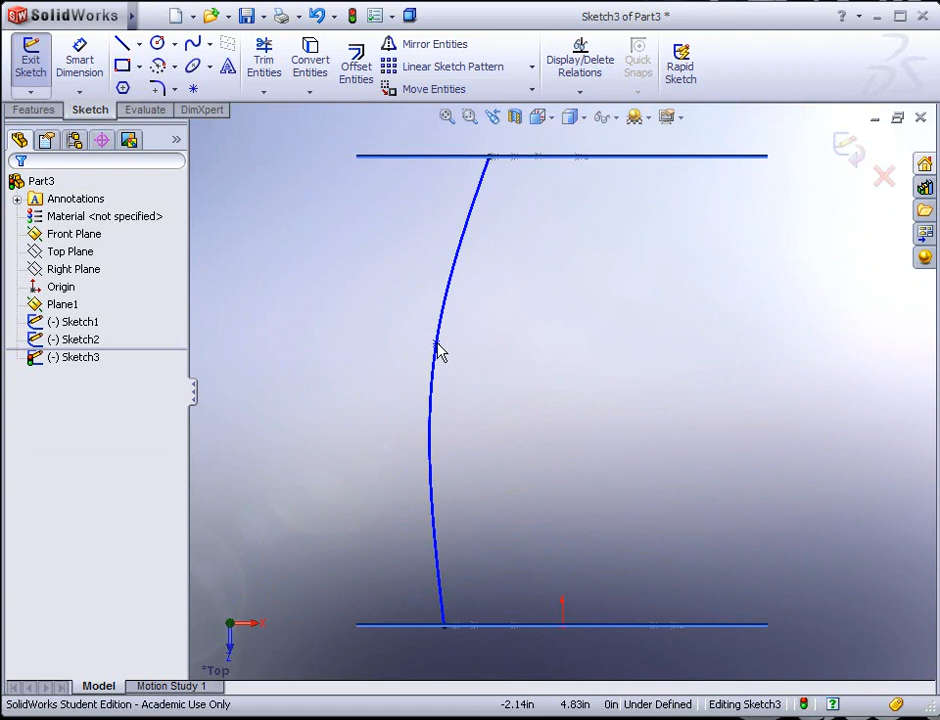 SolidWorks
Sketch3 of Part3 *
Exit Sketch
Smart Dimension
Trim Entities
Convert Entities
Offset Entities
Mirror Entities
Linear Sketch Pattern
Move Entities
Display/Delete Relations
Quick Snaps
Rapid Sketch
Features
Sketch
Evaluate
DimXpert
Part3
Annotations
Material <not specified>
Front Plane
Top Plane
Right Plane
Origin
Plane1
(-) Sketch1
(-) Sketch2
(-) Sketch3
X
Z
*Top
Model
Motion Study 1
SolidWorks Student Edition - Academic Use Only
-2.14in
4.83in
0in
Under Defined
Editing Sketch3